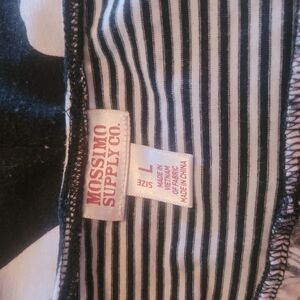 MOSSIMO
SUPPLY CO.
L
SIZE
MADE IN
VIETNAM
OF FABRIC
MADE IN CHINA